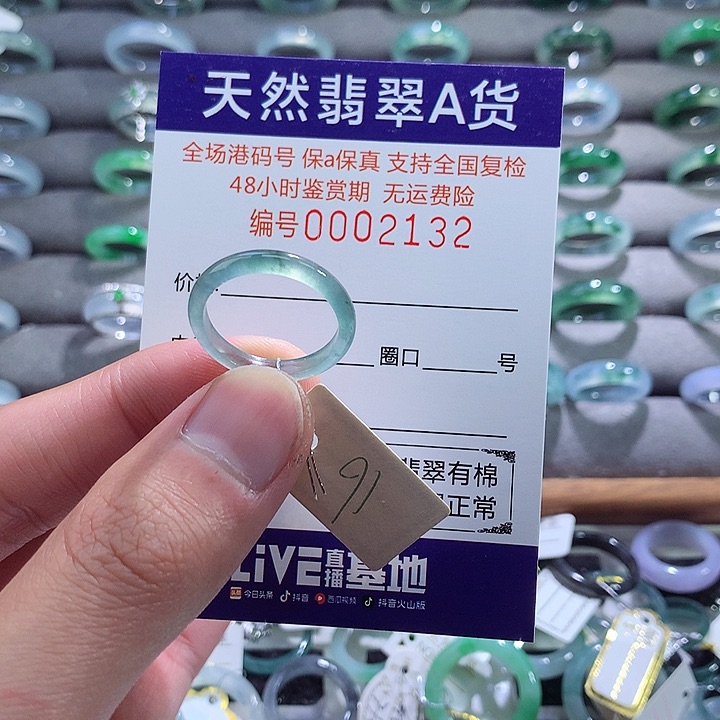 天然翡翠A货
全场港码号 保a保真 支持全国复检
48小时鉴赏期 无运费险
编号0002132
价
圈口 号
翡翠有棉
正常
91
LiVE直播基地
今日头条 抖音 西瓜视频 抖音火山版